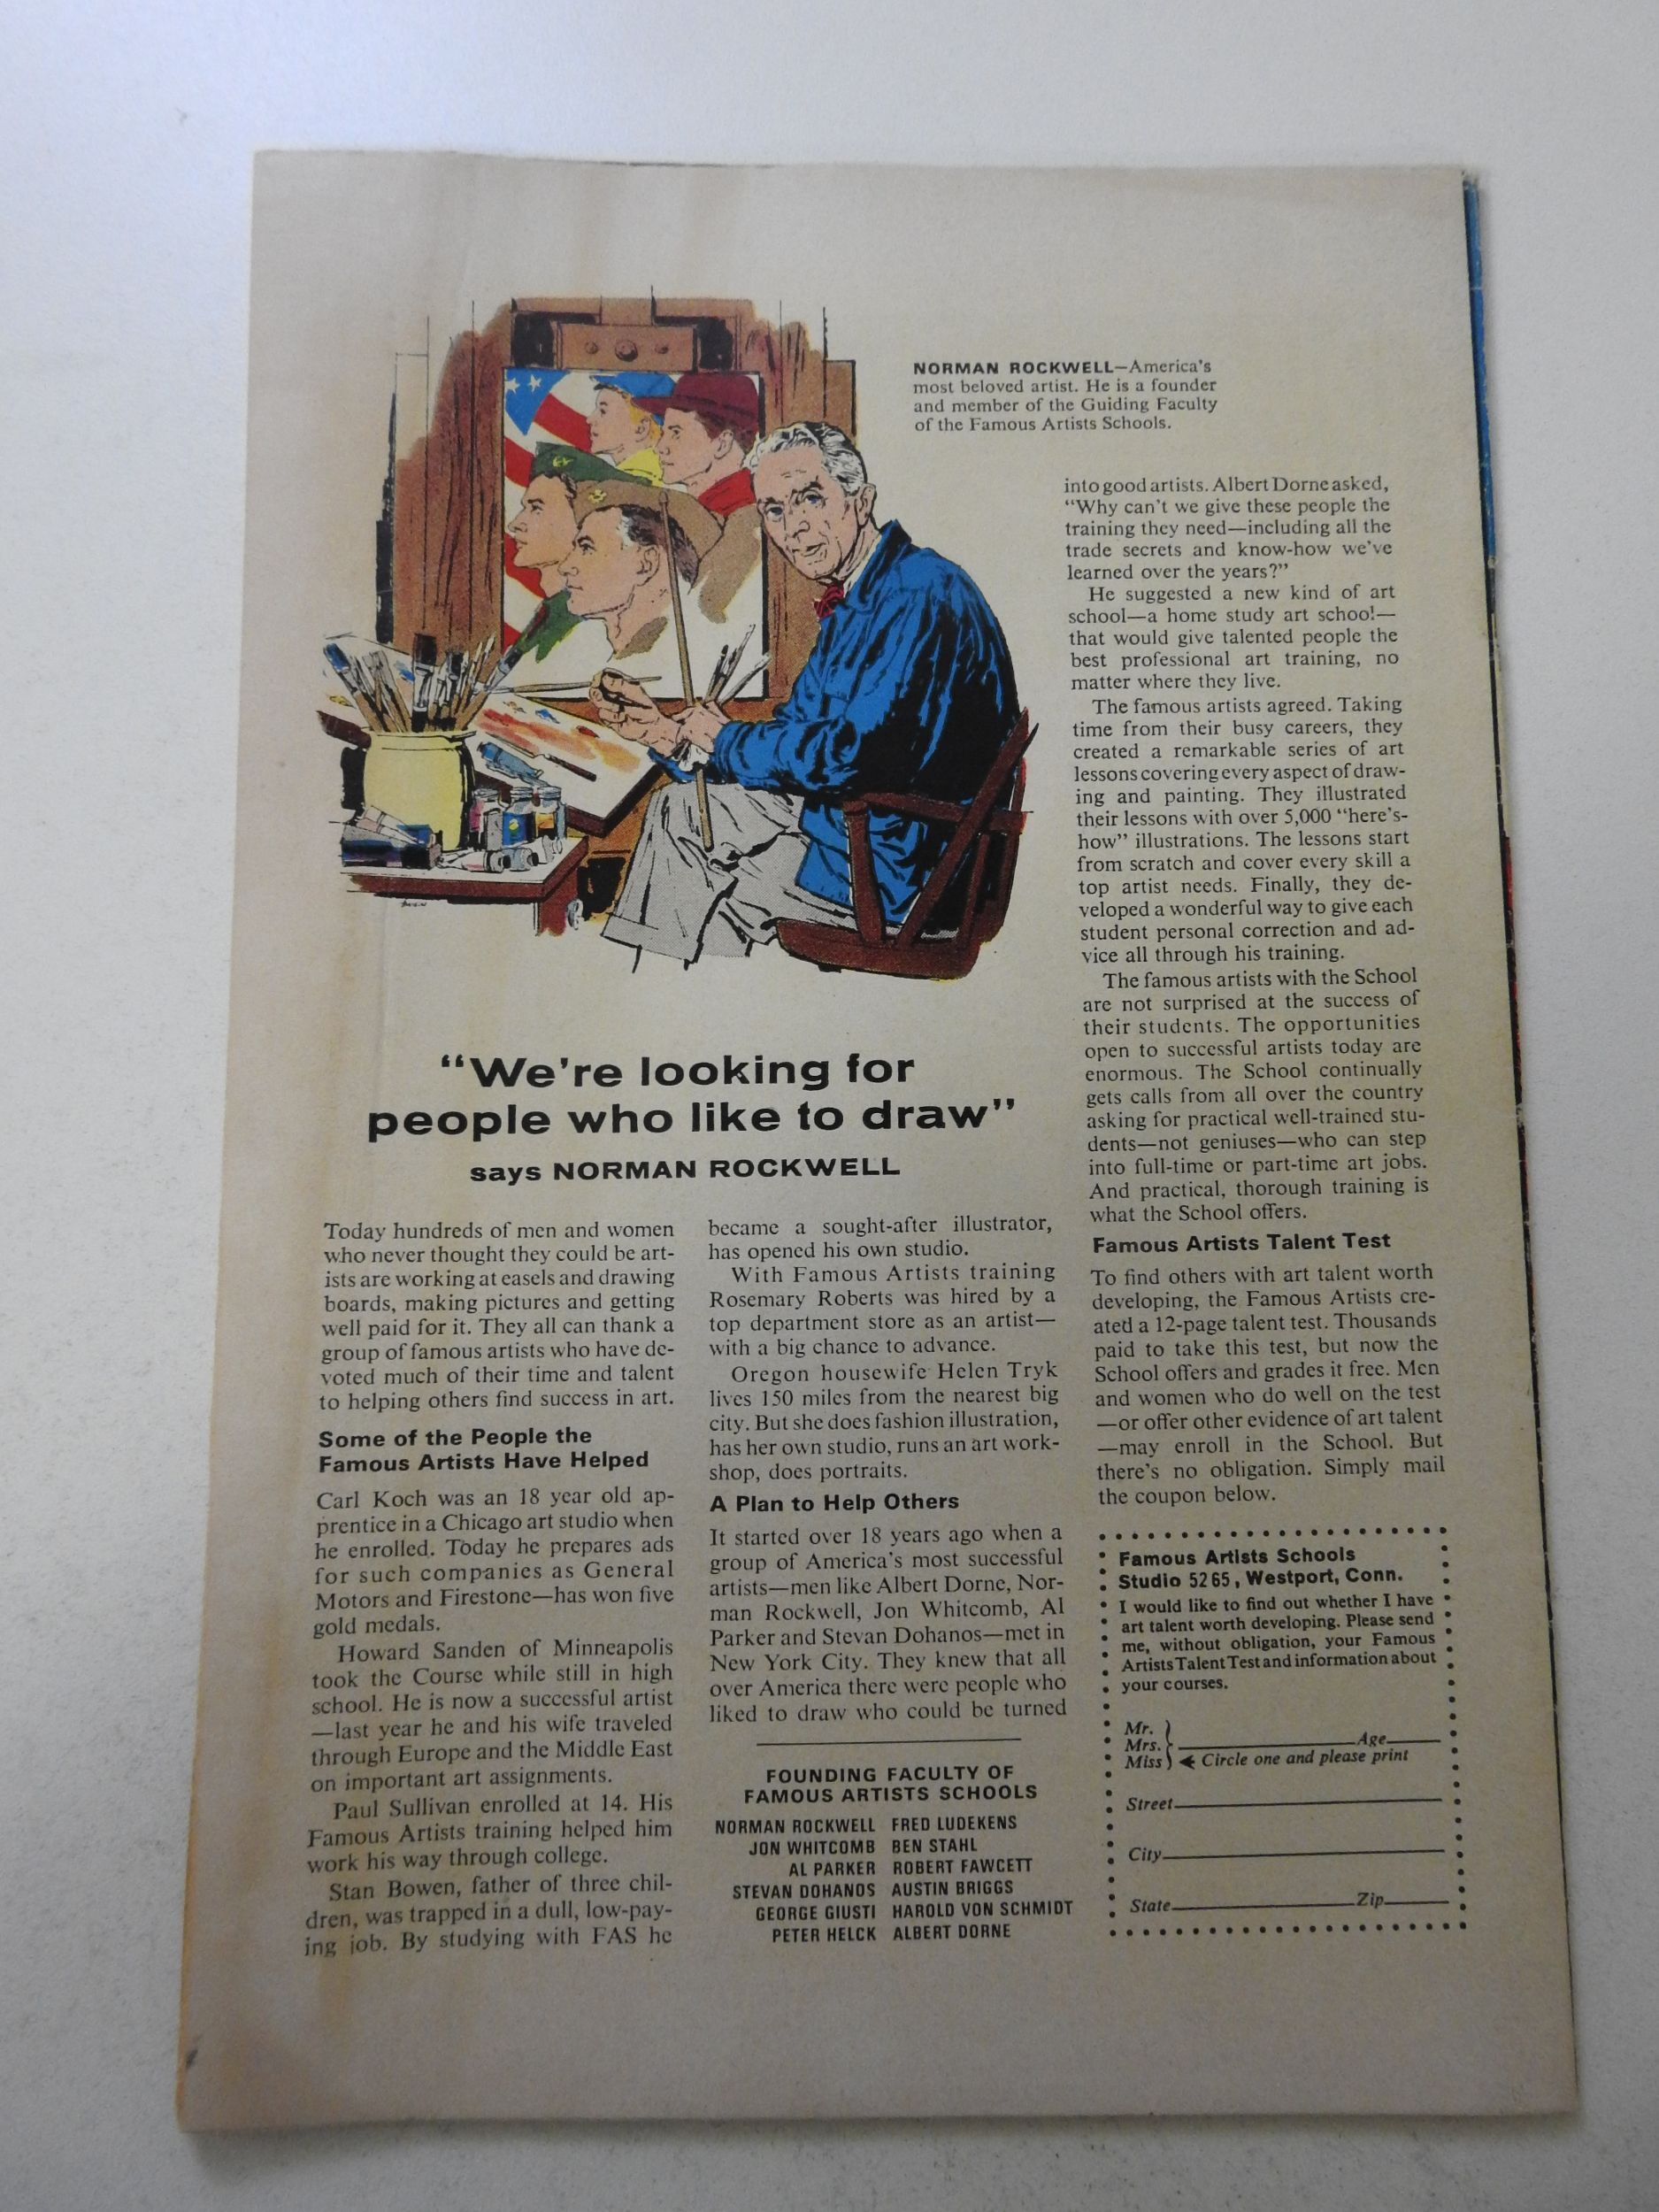 NORMAN ROCKWELL—America's
most beloved artist. He is a founder
and member of the Guiding Faculty
of the Famous Artists Schools.
"We're looking for
people who like to draw"
says NORMAN ROCKWELL
Today hundreds of men and women
who never thought they could be art-
ists are working at easels and drawing
boards, making pictures and getting
well paid for it. They all can thank a
group of famous artists who have de-
voted much of their time and talent
to helping others find success in art.
Some of the People the
Famous Artists Have Helped
Carl Koch was an 18 year old ap-
prentice in a Chicago art studio when
he enrolled. Today he prepares ads
for such companies as General
Motors and Firestone—has won five
gold medals.
Howard Sanden of Minneapolis
took the Course while still in high
school. He is now a successful artist
—last year he and his wife traveled
through Europe and the Middle East
on important art assignments.
Paul Sullivan enrolled at 14. His
Famous Artists training helped him
work his way through college.
Stan Bowen, father of three chil-
dren, was trapped in a dull, low-pay-
ing job. By studying with FAS he
became a sought-after illustrator,
has opened his own studio.
With Famous Artists training
Rosemary Roberts was hired by a
top department store as an artist—
with a big chance to advance.
Oregon housewife Helen Tryk
lives 150 miles from the nearest big
city. But she does fashion illustration,
has her own studio, runs an art work-
shop, does portraits.
A Plan to Help Others
It started over 18 years ago when a
group of America's most successful
artists—men like Albert Dorne, Nor-
man Rockwell, Jon Whitcomb, Al
Parker and Stevan Dohanos—met in
New York City. They knew that all
over America there were people who
liked to draw who could be turned
FOUNDING FACULTY OF
FAMOUS ARTISTS SCHOOLS
NORMAN ROCKWELL FRED LUDEKENS
JON WHITCOMB BEN STAHL
AL PARKER ROBERT FAWCETT
STEVAN DOHANOS AUSTIN BRIGGS
GEORGE GIUSTI HAROLD VON SCHMIDT
PETER HELCK ALBERT DORNE
into good artists. Albert Dorne asked,
"Why can't we give these people the
training they need—including all the
trade secrets and know-how we've
learned over the years?"
He suggested a new kind of art
school—a home study art school—
that would give talented people the
best professional art training, no
matter where they live.
The famous artists agreed. Taking
time from their busy careers, they
created a remarkable series of art
lessons covering every aspect of draw-
ing and painting. They illustrated
their lessons with over 5,000 "here's-
how" illustrations. The lessons start
from scratch and cover every skill a
top artist needs. Finally, they de-
veloped a wonderful way to give each
student personal correction and ad-
vice all through his training.
The famous artists with the School
are not surprised at the success of
their students. The opportunities
open to successful artists today are
enormous. The School continually
gets calls from all over the country
asking for practical well-trained stu-
dents—not geniuses—who can step
into full-time or part-time art jobs.
And practical, thorough training is
what the School offers.
Famous Artists Talent Test
To find others with art talent worth
developing, the Famous Artists cre-
ated a 12-page talent test. Thousands
paid to take this test, but now the
School offers and grades it free. Men
and women who do well on the test
—or offer other evidence of art talent
—may enroll in the School. But
there's no obligation. Simply mail
the coupon below.
Famous Artists Schools
Studio 5265, Westport, Conn.
I would like to find out whether I have
art talent worth developing. Please send
me, without obligation, your Famous
Artists Talent Test and information about
your courses.
Mr.
Mrs. Age
Miss Circle one and please print
Street
City
State Zip